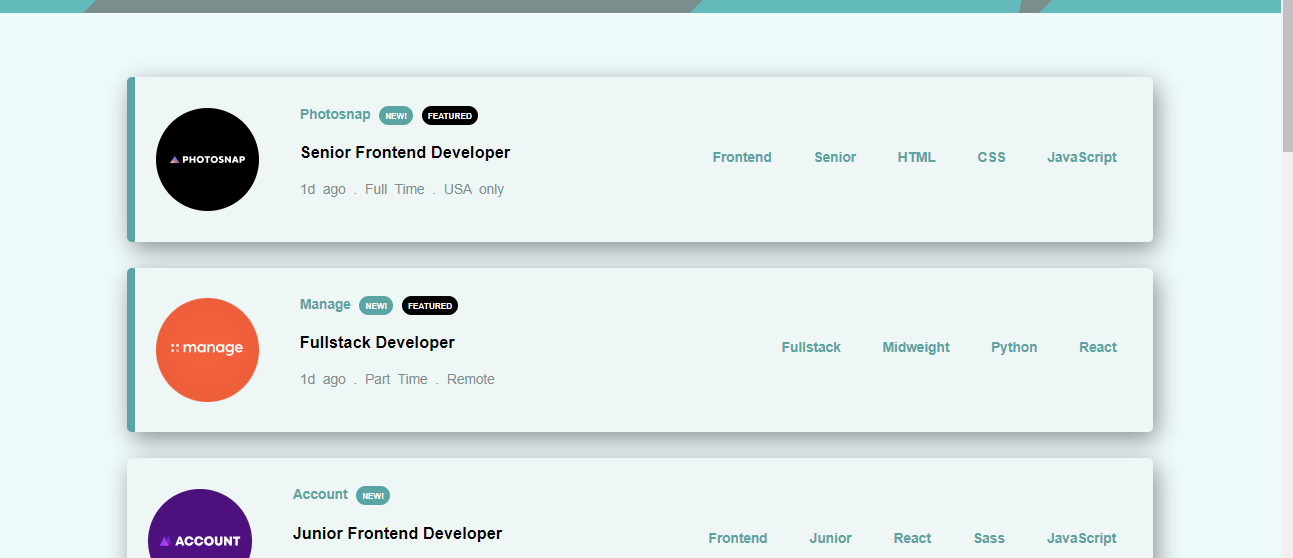 PHOTOSNAP
Photosnap NEW! FEATURED
Senior Frontend Developer
1d ago . Full Time . USA only
Frontend Senior HTML CSS JavaScript
manage
Manage NEW! FEATURED
Fullstack Developer
1d ago . Part Time . Remote
Fullstack Midweight Python React
ACCOUNT
Account NEW!
Junior Frontend Developer
Frontend Junior React Sass JavaScript